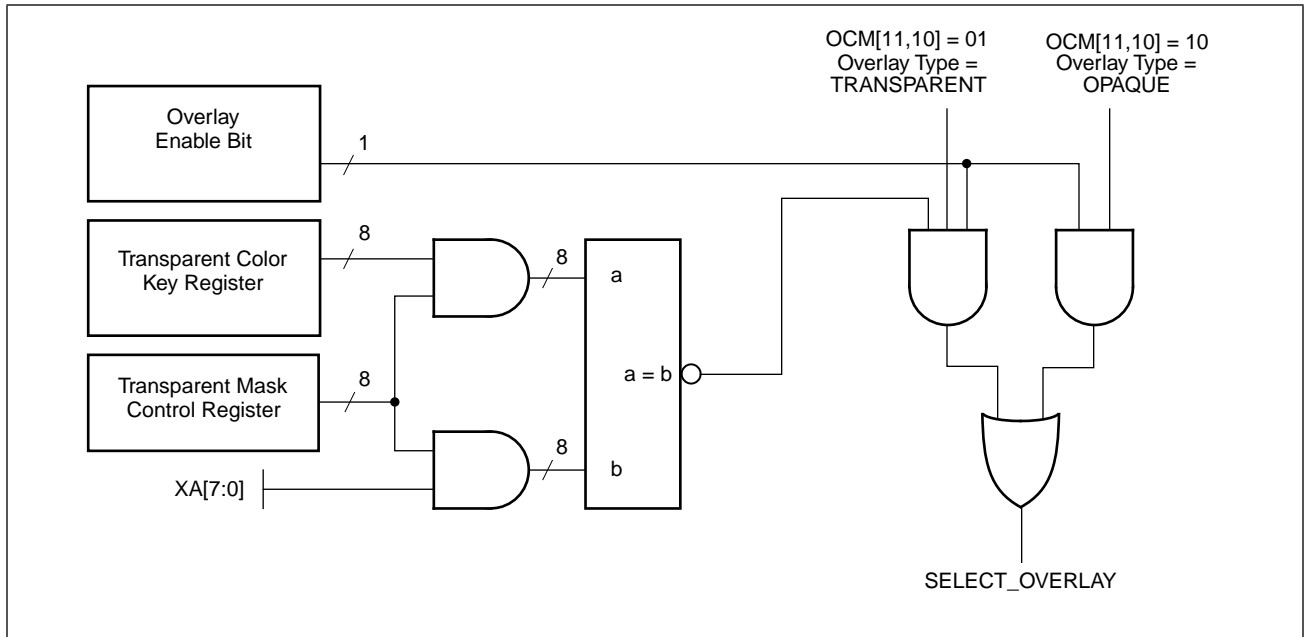 OCM[11,10] = 01
Overlay Type =
TRANSPARENT
OCM[11,10] = 10
Overlay Type =
OPAQUE
Overlay
Enable Bit
1
Transparent Color
Key Register
8
8
a
Transparent Mask
Control Register
8
a = b
8
b
XA[7:0]
SELECT_OVERLAY